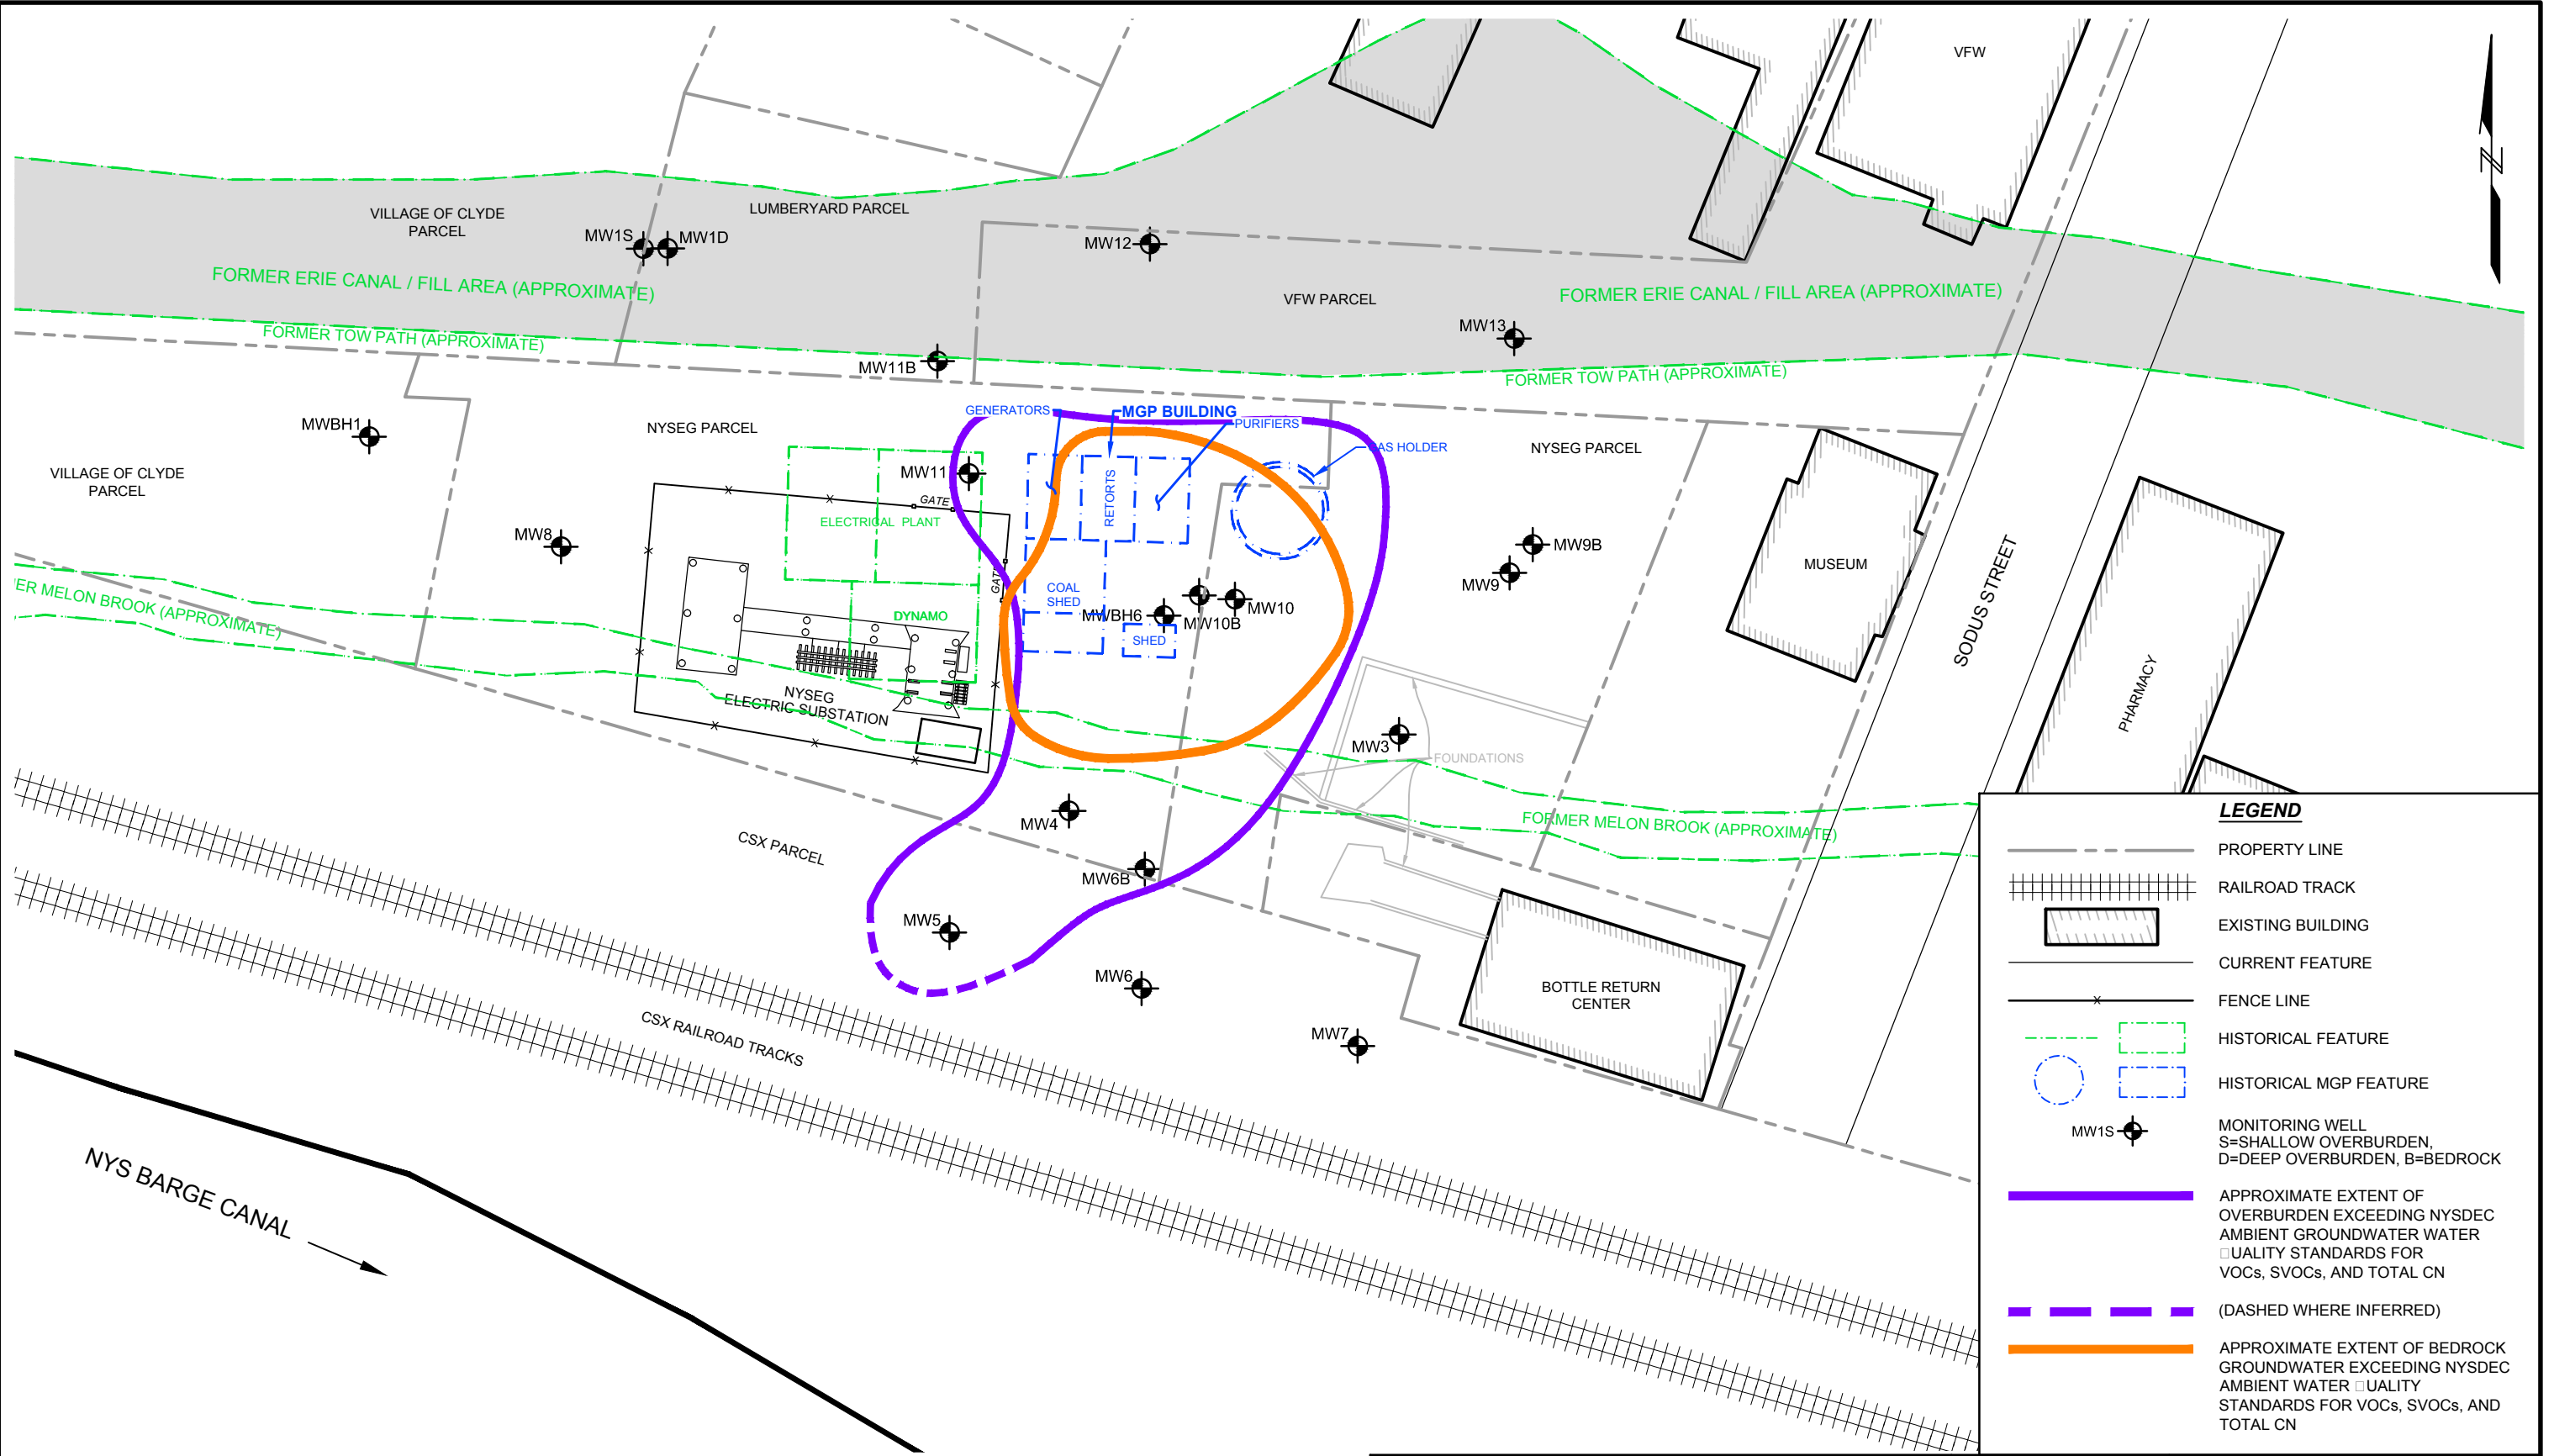 VFW
VILLAGE OF CLYDE
PARCEL
LUMBERYARD PARCEL
MW1S
MW1D
MW12
N
FORMER ERIE CANAL / FILL AREA (APPROXIMATE)
VFW PARCEL
FORMER ERIE CANAL / FILL AREA (APPROXIMATE)
FORMER TOW PATH (APPROXIMATE)
MW13
MW11B
FORMER TOW PATH (APPROXIMATE)
GENERATORS
MGP BUILDING
PURIFIERS
MWBH1
NYSEG PARCEL
AS HOLDER
NYSEG PARCEL
VILLAGE OF CLYDE
PARCEL
MW11
RETORTS
GATE
ELECTRICAL PLANT
MW8
MW9B
MW9
MUSEUM
SODUS STREET
GATE
COAL
SHED
ER MELON BROOK (APPROXIMATE)
DYNAMO
MWBH6
MW10B
MW10
SHED
PHARMACY
NYSEG
ELECTRIC SUBSTATION
MW3
FOUNDATIONS
MW4
FORMER MELON BROOK (APPROXIMATE)
CSX PARCEL
MW6B
MW5
MW6
BOTTLE RETURN
CENTER
CSX RAILROAD TRACKS
MW7
NYS BARGE CANAL
LEGEND
PROPERTY LINE
RAILROAD TRACK
EXISTING BUILDING
CURRENT FEATURE
x FENCE LINE
HISTORICAL FEATURE
HISTORICAL MGP FEATURE
MW1S
MONITORING WELL
S=SHALLOW OVERBURDEN,
D=DEEP OVERBURDEN, B=BEDROCK
APPROXIMATE EXTENT OF
OVERBURDEN EXCEEDING NYSDEC
AMBIENT GROUNDWATER WATER
□UALITY STANDARDS FOR
VOCs, SVOCs, AND TOTAL CN
(DASHED WHERE INFERRED)
APPROXIMATE EXTENT OF BEDROCK
GROUNDWATER EXCEEDING NYSDEC
AMBIENT WATER □UALITY
STANDARDS FOR VOCs, SVOCs, AND
TOTAL CN